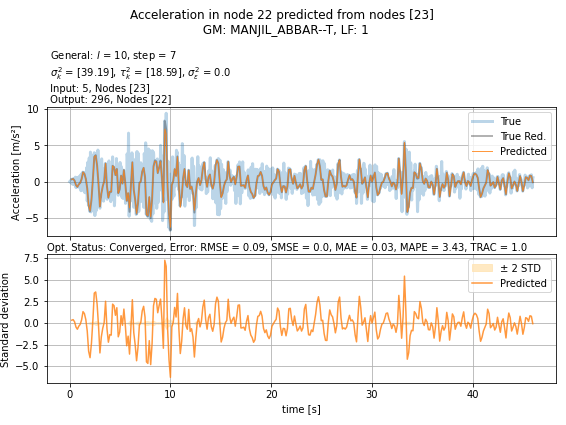 Acceleration in node 22 predicted from nodes [23]
GM: MANJIL_ABBAR--T, LF: 1
General: l = 10, step = 7
σ²ₖ = [39.19], τ²ₖ = [18.59], σ²ε = 0.0
Input: 5, Nodes [23]
Output: 296, Nodes [22]
Acceleration [m/s²]
10
5
0
−5
True
True Red.
Predicted
Opt. Status: Converged, Error: RMSE = 0.09, SMSE = 0.0, MAE = 0.03, MAPE = 3.43, TRAC = 1.0
Standard deviation
7.5
5.0
2.5
0.0
−2.5
−5.0
± 2 STD
Predicted
0 10 20 30 40
time [s]